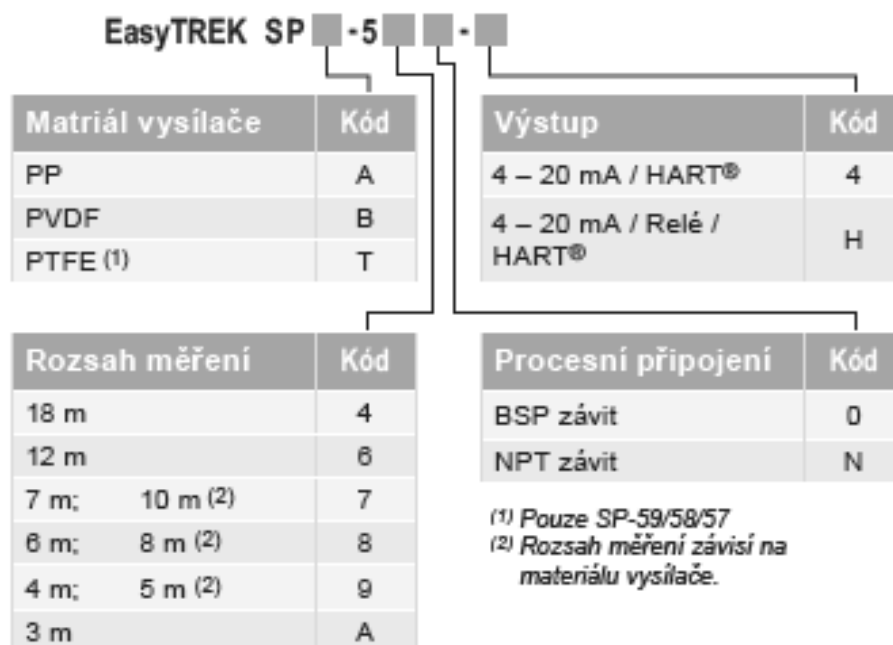 EasyTREK SP -5 -
Matriál vysílače Kód
PP A
PVDF B
PTFE (1) T
Výstup Kód
4 – 20 mA / HART® 4
4 – 20 mA / Relé /
HART® H
Rozsah měření Kód
18 m 4
12 m 6
7 m; 10 m (2) 7
6 m; 8 m (2) 8
4 m; 5 m (2) 9
3 m A
Procesní připojení Kód
BSP závit 0
NPT závit N
(1) Pouze SP-59/58/57
(2) Rozsah měření závisí na
materiálu vysílače.